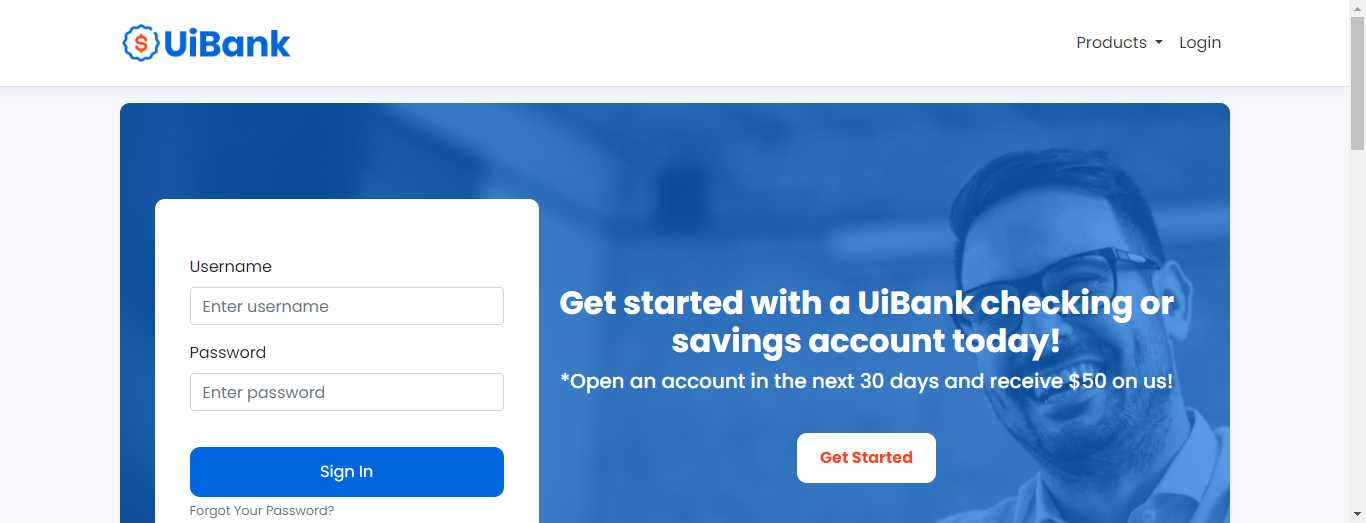 $ UiBank
Products
Login
Username
Enter username
Password
Enter password
Sign In
Forgot Your Password?
Get started with a UiBank checking or
savings account today!
*Open an account in the next 30 days and receive $50 on us!
Get Started